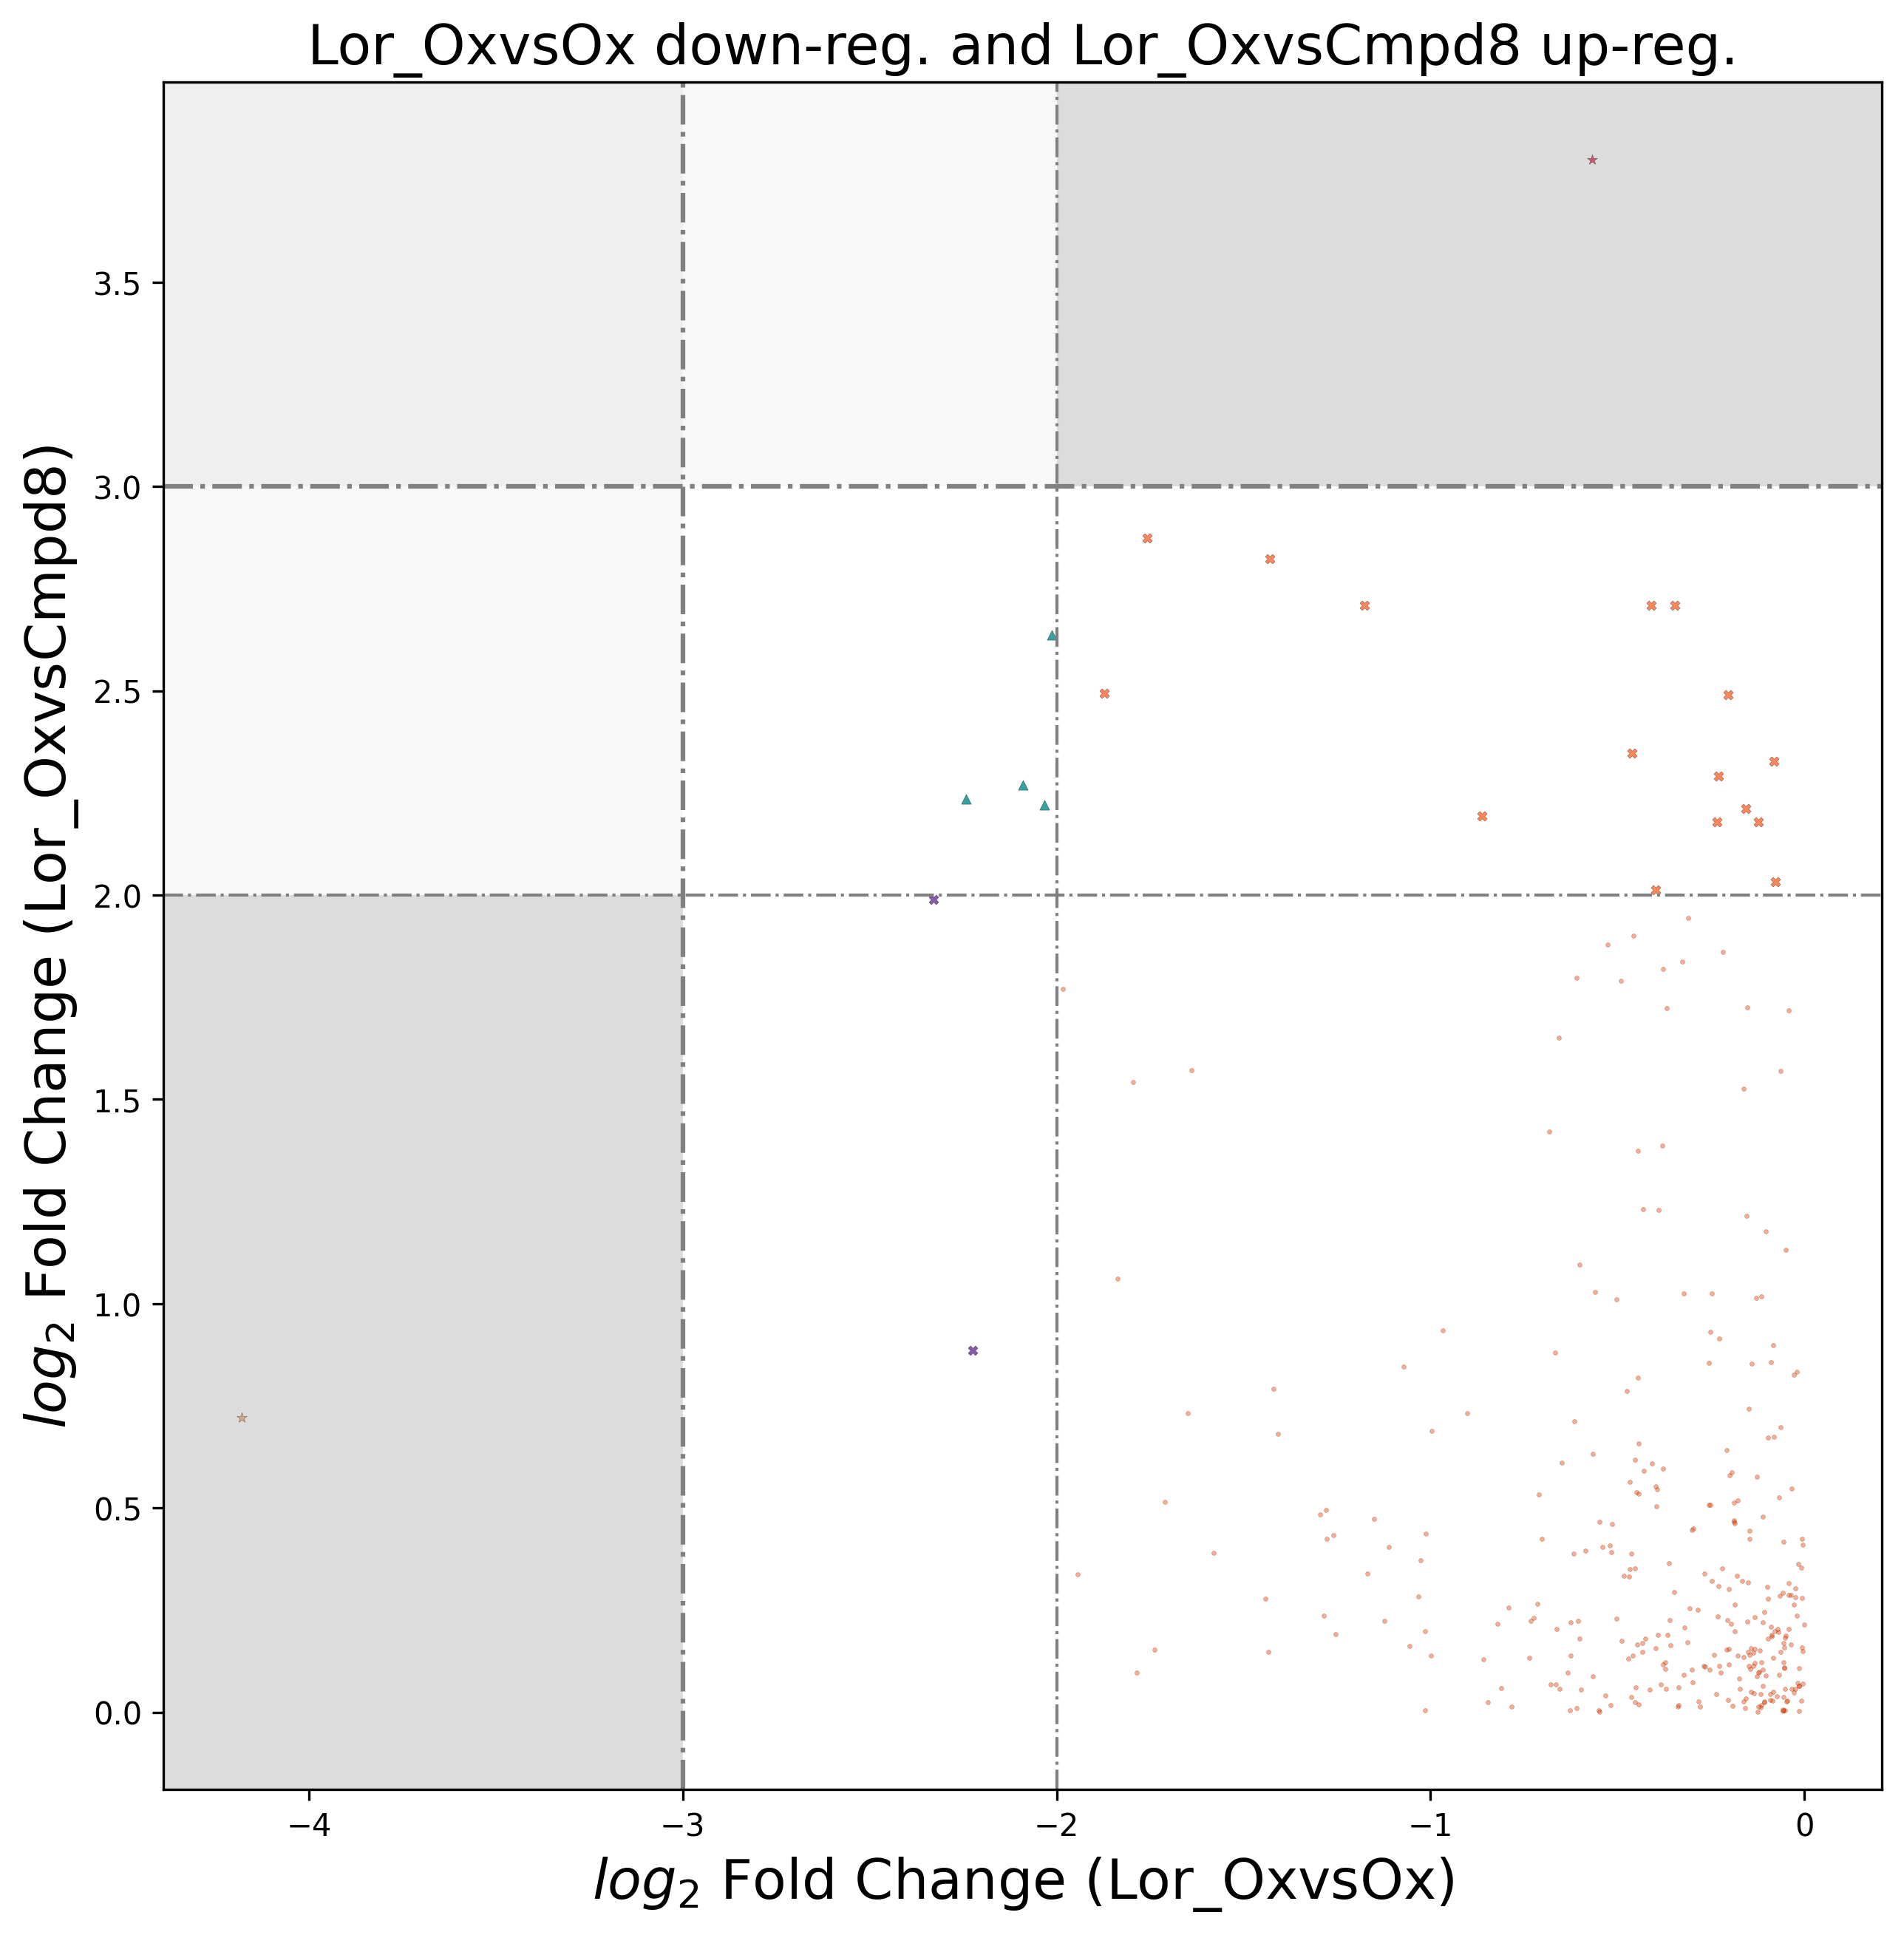 Lor_OxvsOx down-reg. and Lor_OxvsCmpd8 up-reg.
log₂ Fold Change (Lor_OxvsCmpd8)
3.5
3.0
2.5
2.0
1.5
1.0
0.5
0.0
−4 −3 −2 −1 0
log₂ Fold Change (Lor_OxvsOx)